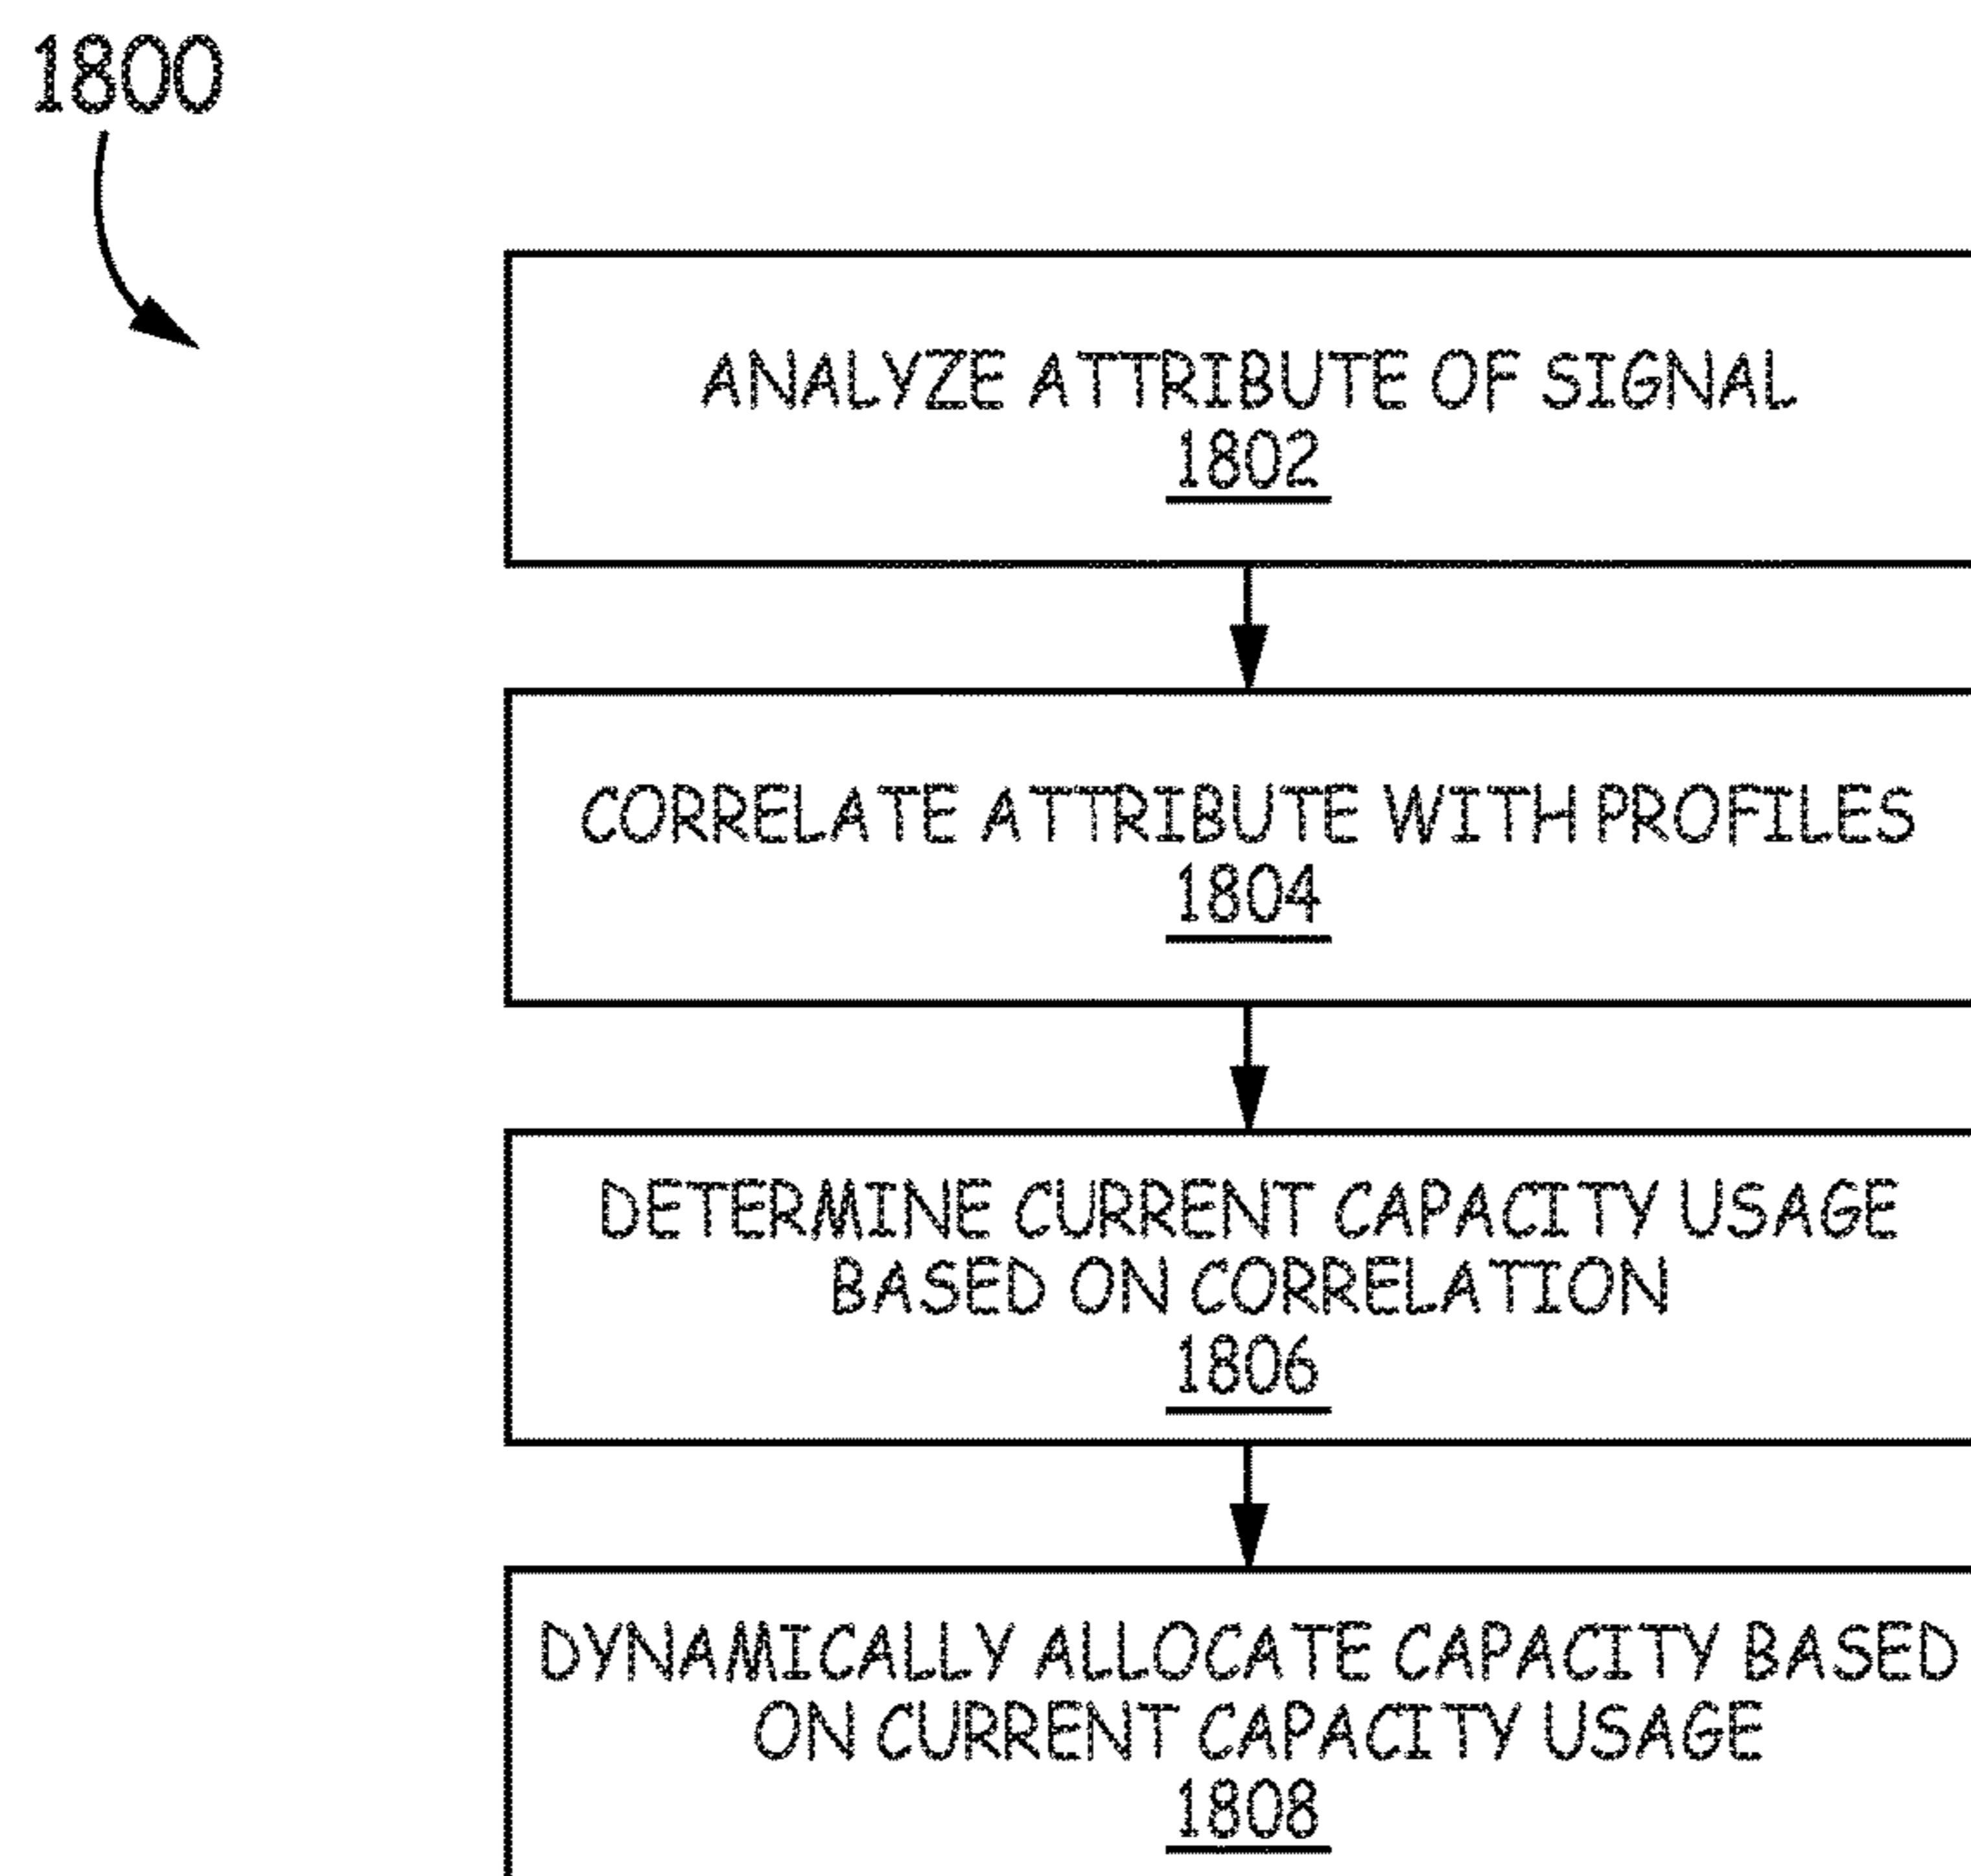 1800
ANALYZE ATTRIBUTE OF SIGNAL
1802
CORRELATE ATTRIBUTE WITH PROFILES
1804
DETERMINE CURRENT CAPACITY USAGE
BASED ON CORRELATION
1806
DYNAMICALLY ALLOCATE CAPACITY BASED
ON CURRENT CAPACITY USAGE
1808